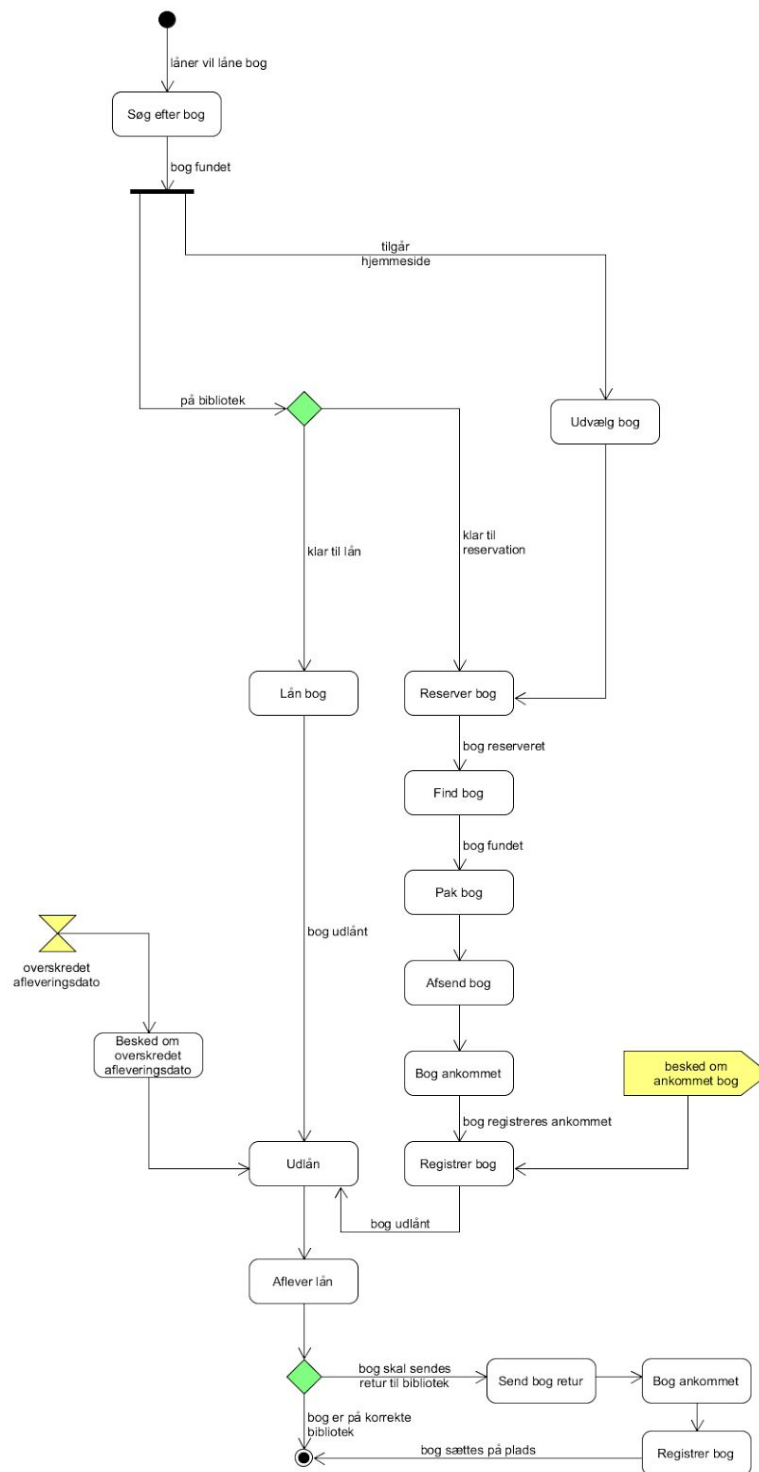 låner vil låne bog
Søg efter bog
bog fundet
tilgår
hjemmeside
på bibliotek
Udvælg bog
klar til lån
klar til
reservation
Lån bog
Reserver bog
bog reserveret
Find bog
bog fundet
Pak bog
bog udlånt
overskredet
afleveringsdato
Afsend bog
Besked om
overskredet
afleveringsdato
Bog ankommet
besked om
ankommet bog
bog registreres ankommet
Udlån
Registrer bog
bog udlånt
Aflever lån
bog skal sendes
retur til bibliotek
Send bog retur
Bog ankommet
bog er på korrekte
bibliotek
bog sættes på plads
Registrer bog